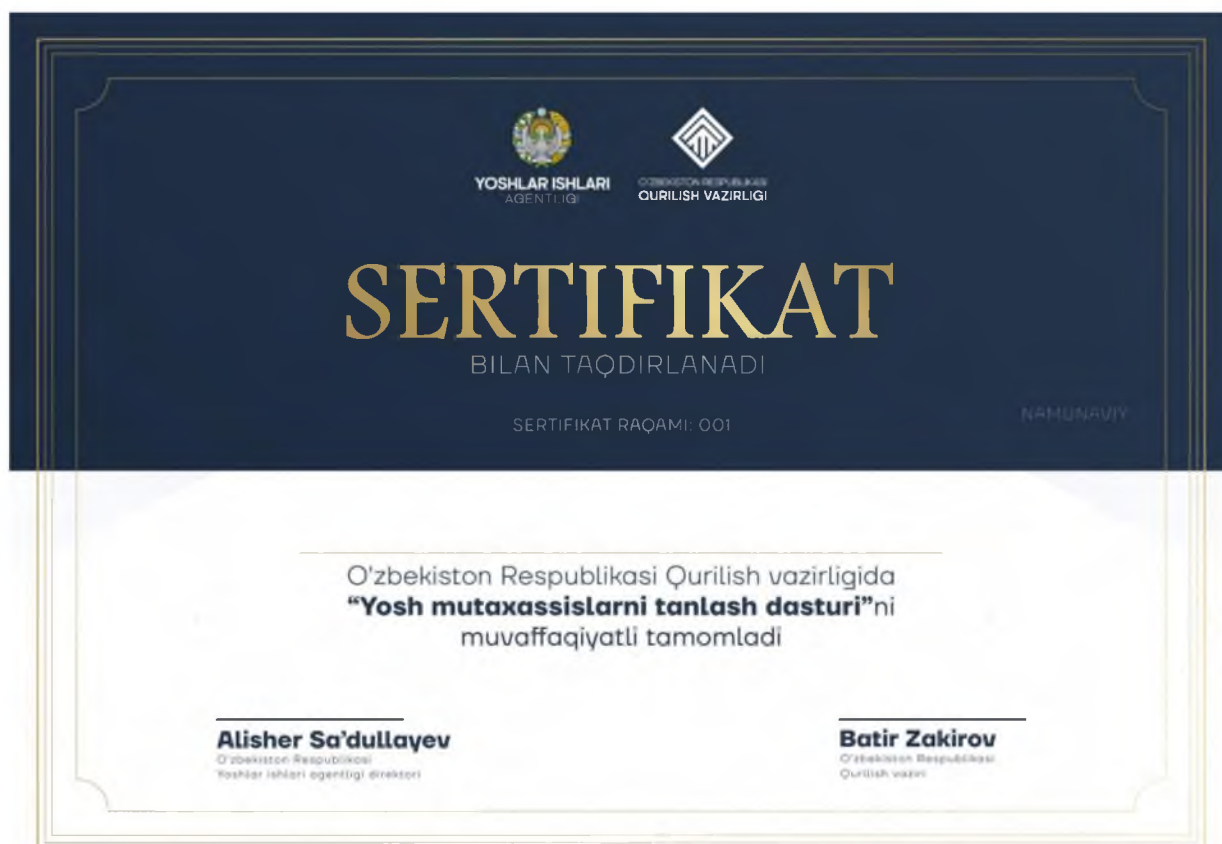 YOSHLAR ISHLARI
AGENTLIGI
O'ZBEKISTON RESPUBLIKASI
QURILISH VAZIRLIGI
SERTIFIKAT
BILAN TAQDIRLANADI
SERTIFIKAT RAQAMI: 001
NAMUNAVIY
O'zbekiston Respublikasi Qurilish vazirligida
“Yosh mutaxassislarni tanlash dasturi”ni
muvaffaqiyatli tamomladi
Alisher Sa’dullayev
O'zbekiston Respublikasi
Yoshlar ishlari agentligi direktori
Batir Zakirov
O'zbekiston Respublikasi
Qurilish vaziri